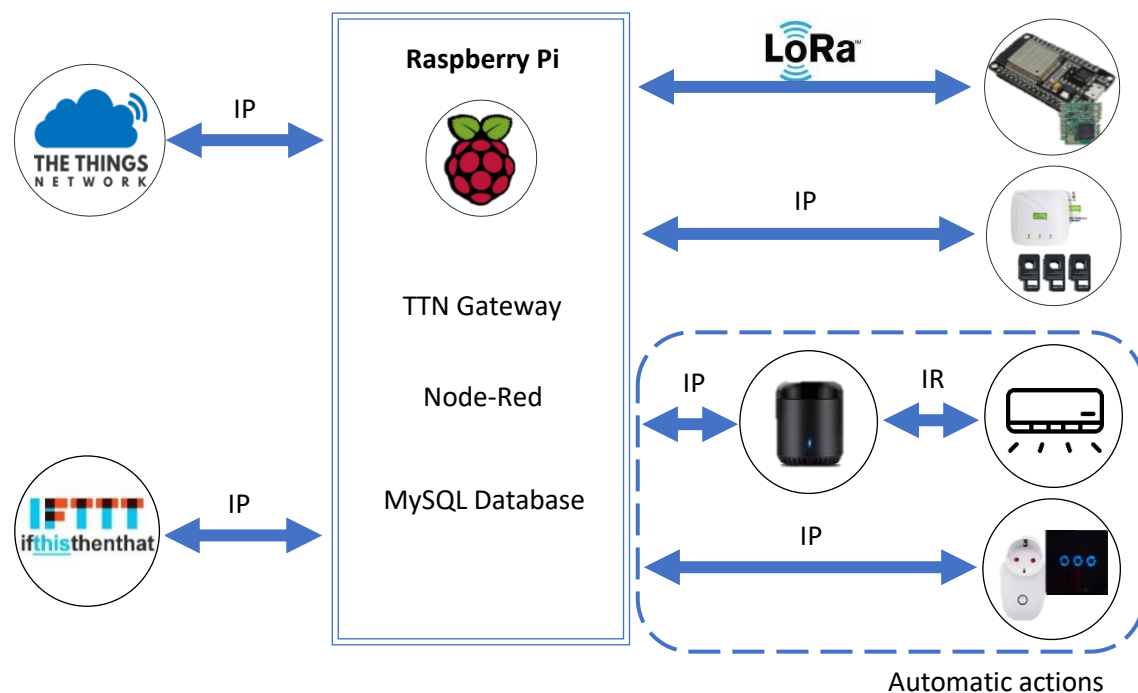 Raspberry Pi
LoRa™
IP
THE THINGS
NETWORK
IP
TTN Gateway
IP
IR
Node-Red
MySQL Database
IP
IFTTT
ifthisthenthat
IP
Automatic actions